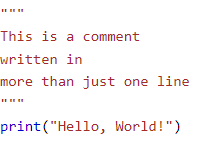 """
This is a comment
written in
more than just one line
"""
print("Hello, World!")